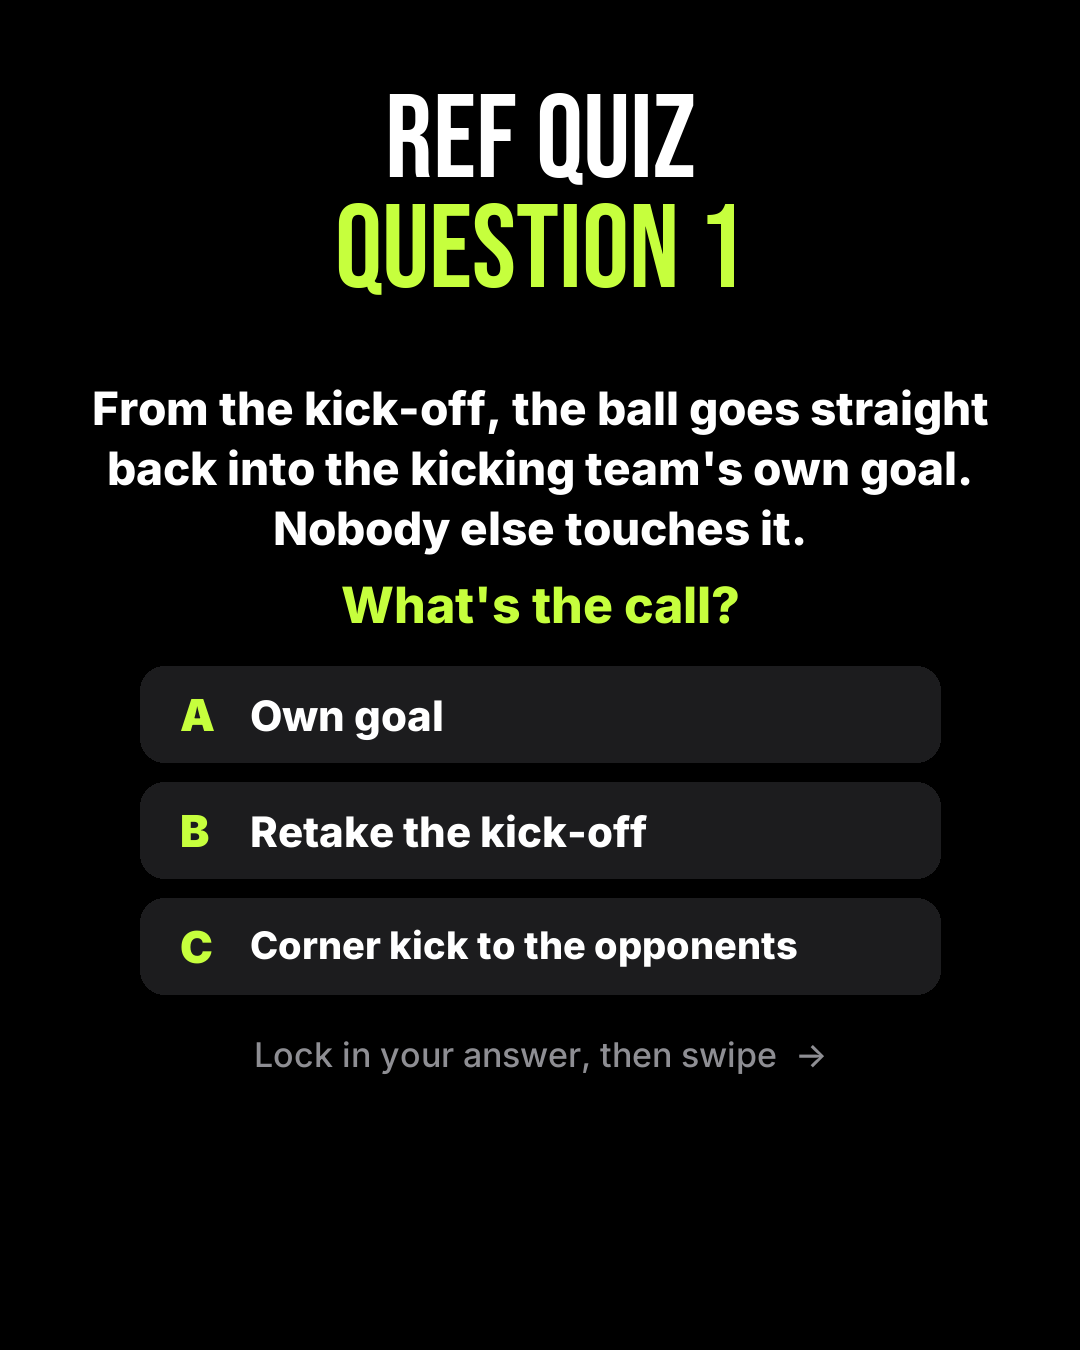 REF QUIZ
QUESTION 1
From the kick-off, the ball goes straight
back into the kicking team's own goal.
Nobody else touches it.
What's the call?
A Own goal
B Retake the kick-off
C Corner kick to the opponents
Lock in your answer, then swipe →